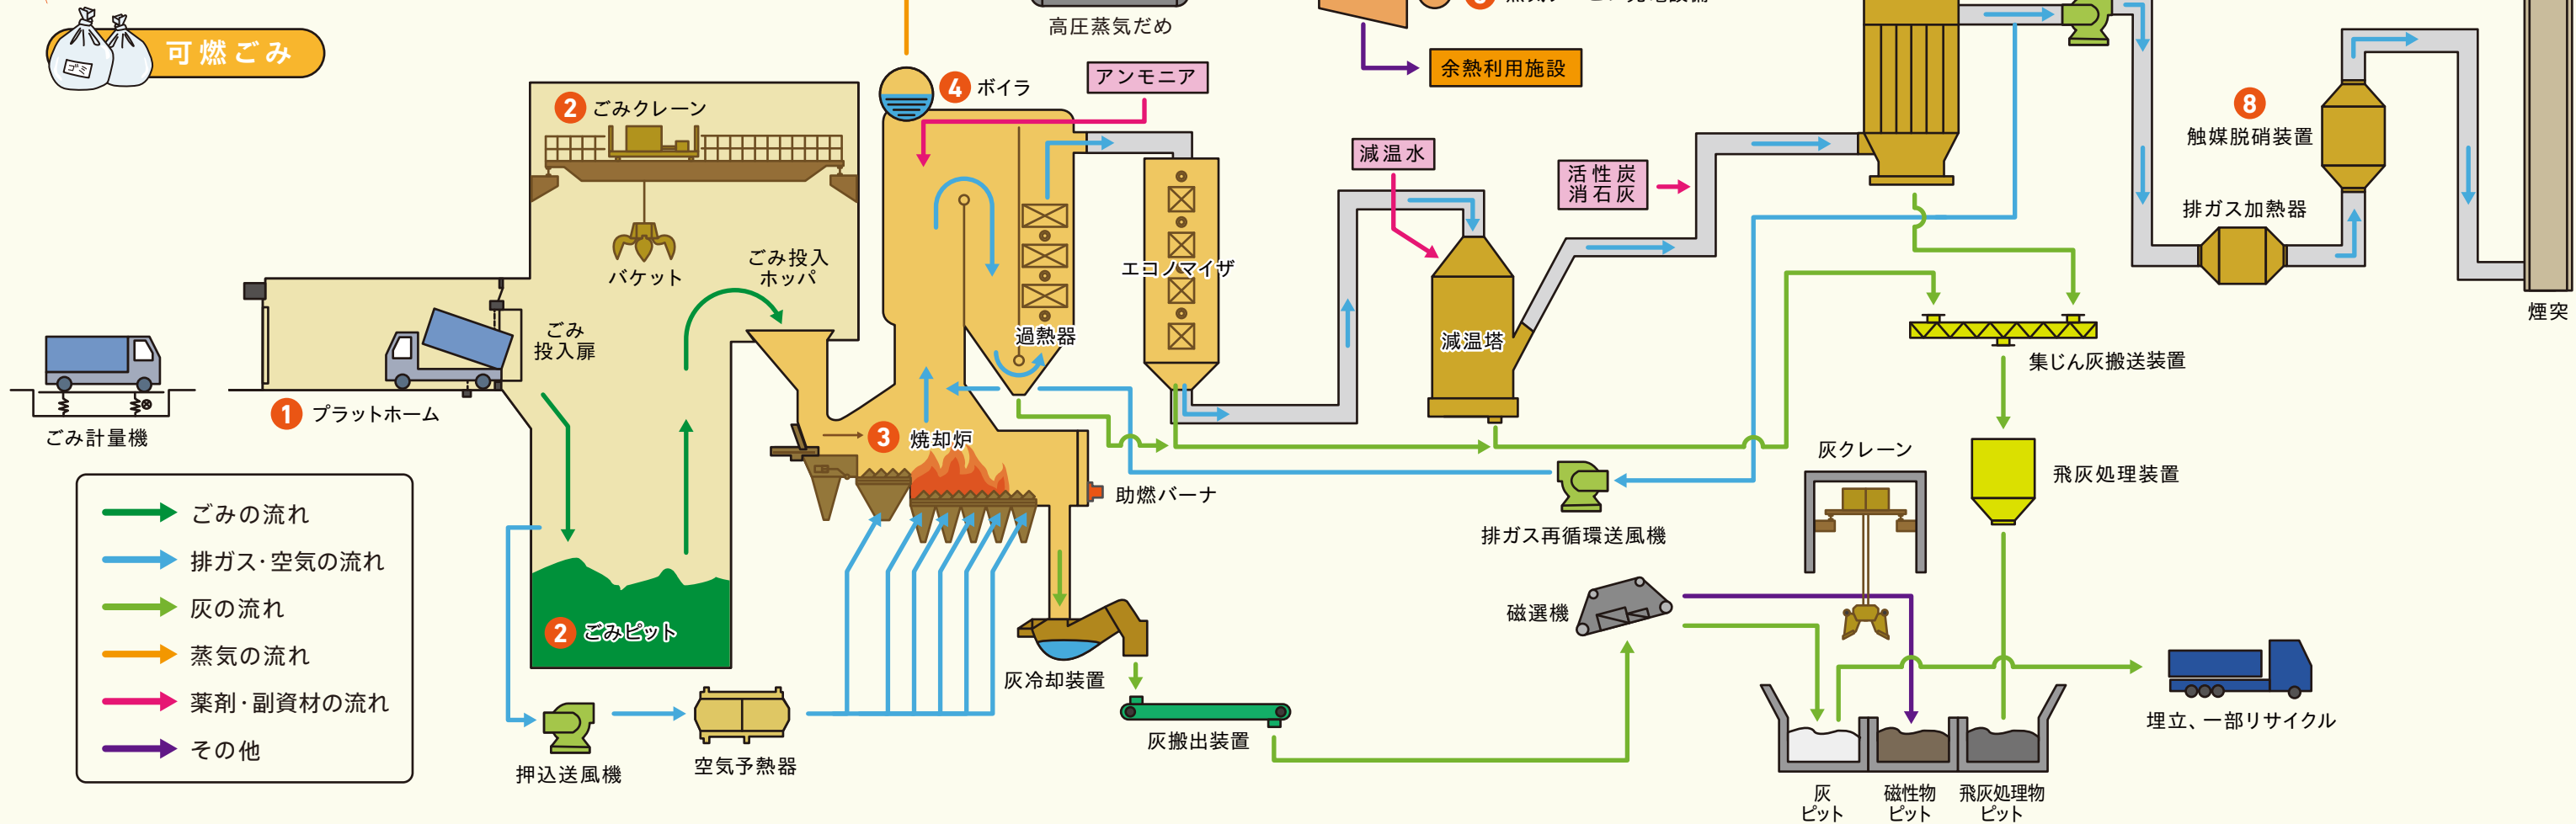 可燃ごみ
ゴミ
高圧蒸気だめ
余熱利用施設
アンモニア
4 ボイラ
2 ごみクレーン
バケット
ごみ投入
ホッパ
ごみ
投入扉
ごみ計量機
1 プラットホーム
過熱器
エコノマイザ
減温水
減温塔
活性炭
消石灰
8
触媒脱硝装置
排ガス加熱器
煙突
集じん灰搬送装置
3 焼却炉
助燃バーナ
排ガス再循環送風機
灰クレーン
飛灰処理装置
ごみの流れ
排ガス・空気の流れ
灰の流れ
蒸気の流れ
薬剤・副資材の流れ
その他
2 ごみピット
押込送風機
空気予熱器
灰冷却装置
灰搬出装置
磁選機
埋立、一部リサイクル
灰
ピット
磁性物
ピット
飛灰処理物
ピット